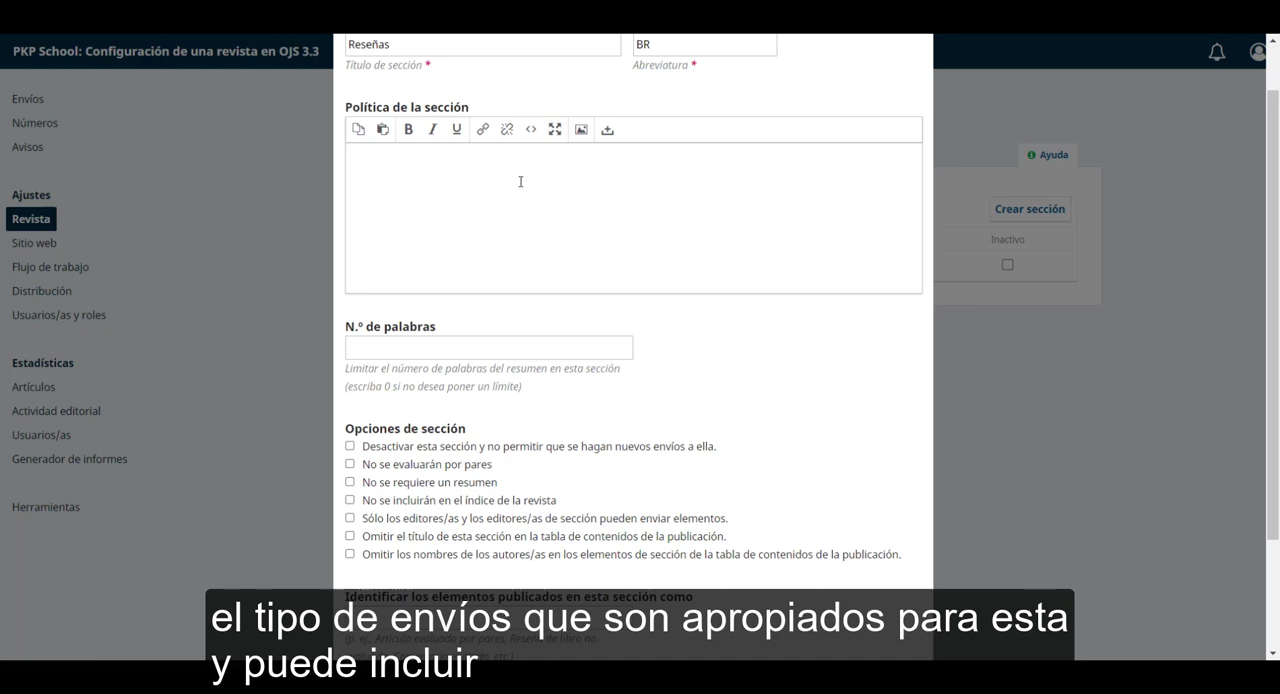 PKP School: Configuración de una revista en OJS 3.3
Envíos
Números
Avisos
Ajustes
Revista
Sitio web
Flujo de trabajo
Distribución
Usuarios/as y roles
Estadísticas
Artículos
Actividad editorial
Usuarios/as
Generador de informes
Herramientas
Reseñas
BR
Título de sección *
Abreviatura *
Política de la sección
B I U
N.º de palabras
Limitar el número de palabras del resumen en esta sección
(escriba 0 si no desea poner un límite)
Opciones de sección
Desactivar esta sección y no permitir que se hagan nuevos envíos a ella.
No se evaluarán por pares
No se requiere un resumen
No se incluirán en el índice de la revista
Sólo los editores/as y los editores/as de sección pueden enviar elementos.
Omitir el título de esta sección en la tabla de contenidos de la publicación.
Omitir los nombres de los autores/as en los elementos de sección de la tabla de contenidos de la publicación.
Identificar los elementos publicados en esta sección como
Ayuda
Crear sección
Inactivo
el tipo de envíos que son apropiados para esta
y puede incluir